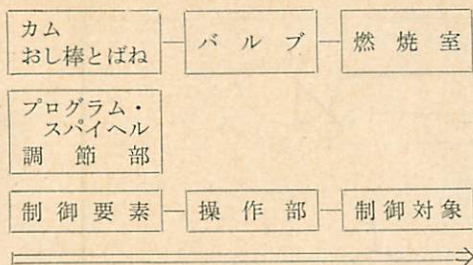 カム
おし棒とばね
バルブ
燃焼室
プログラム・
スパイヘル
調節部
制御要素
操作部
制御対象